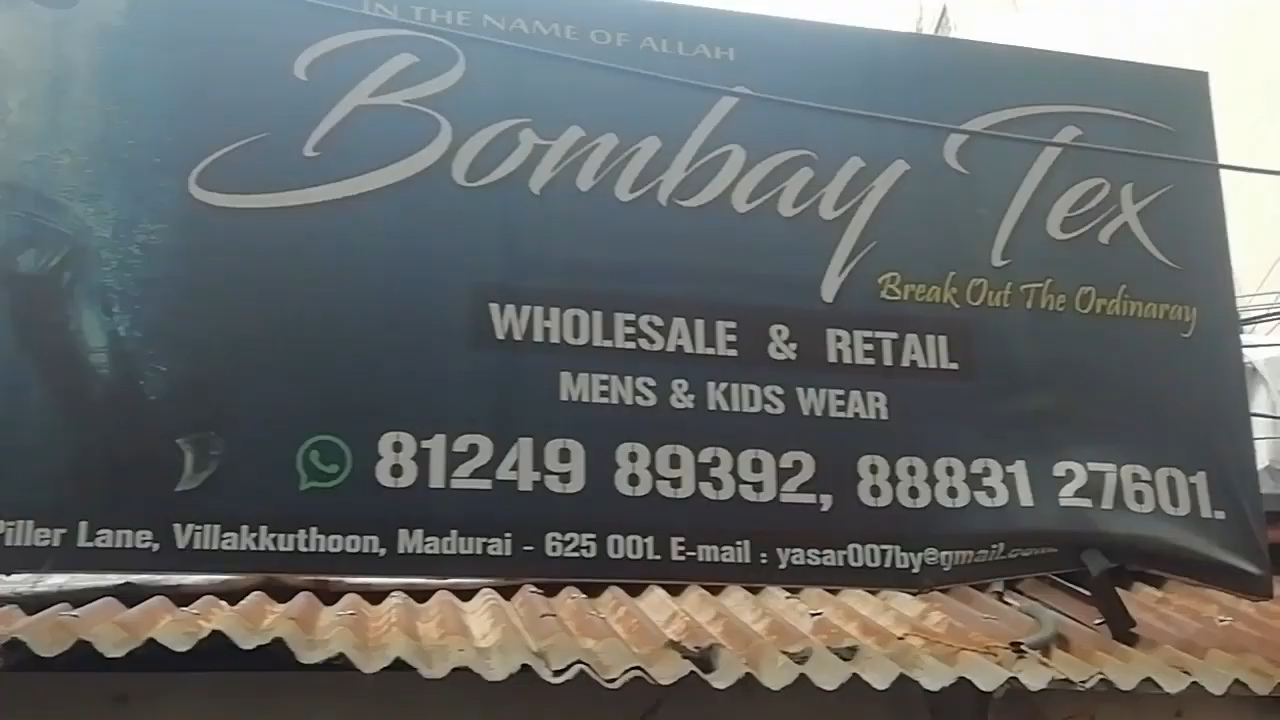 IN THE NAME OF ALLAH
Bombay Tex
Break Out The Ordinaray
WHOLESALE & RETAIL
MENS & KIDS WEAR
81249 89392, 88831 27601.
Piller Lane, Villakkuthoon, Madurai - 625 001. E-mail : yasar007by@gmail.com